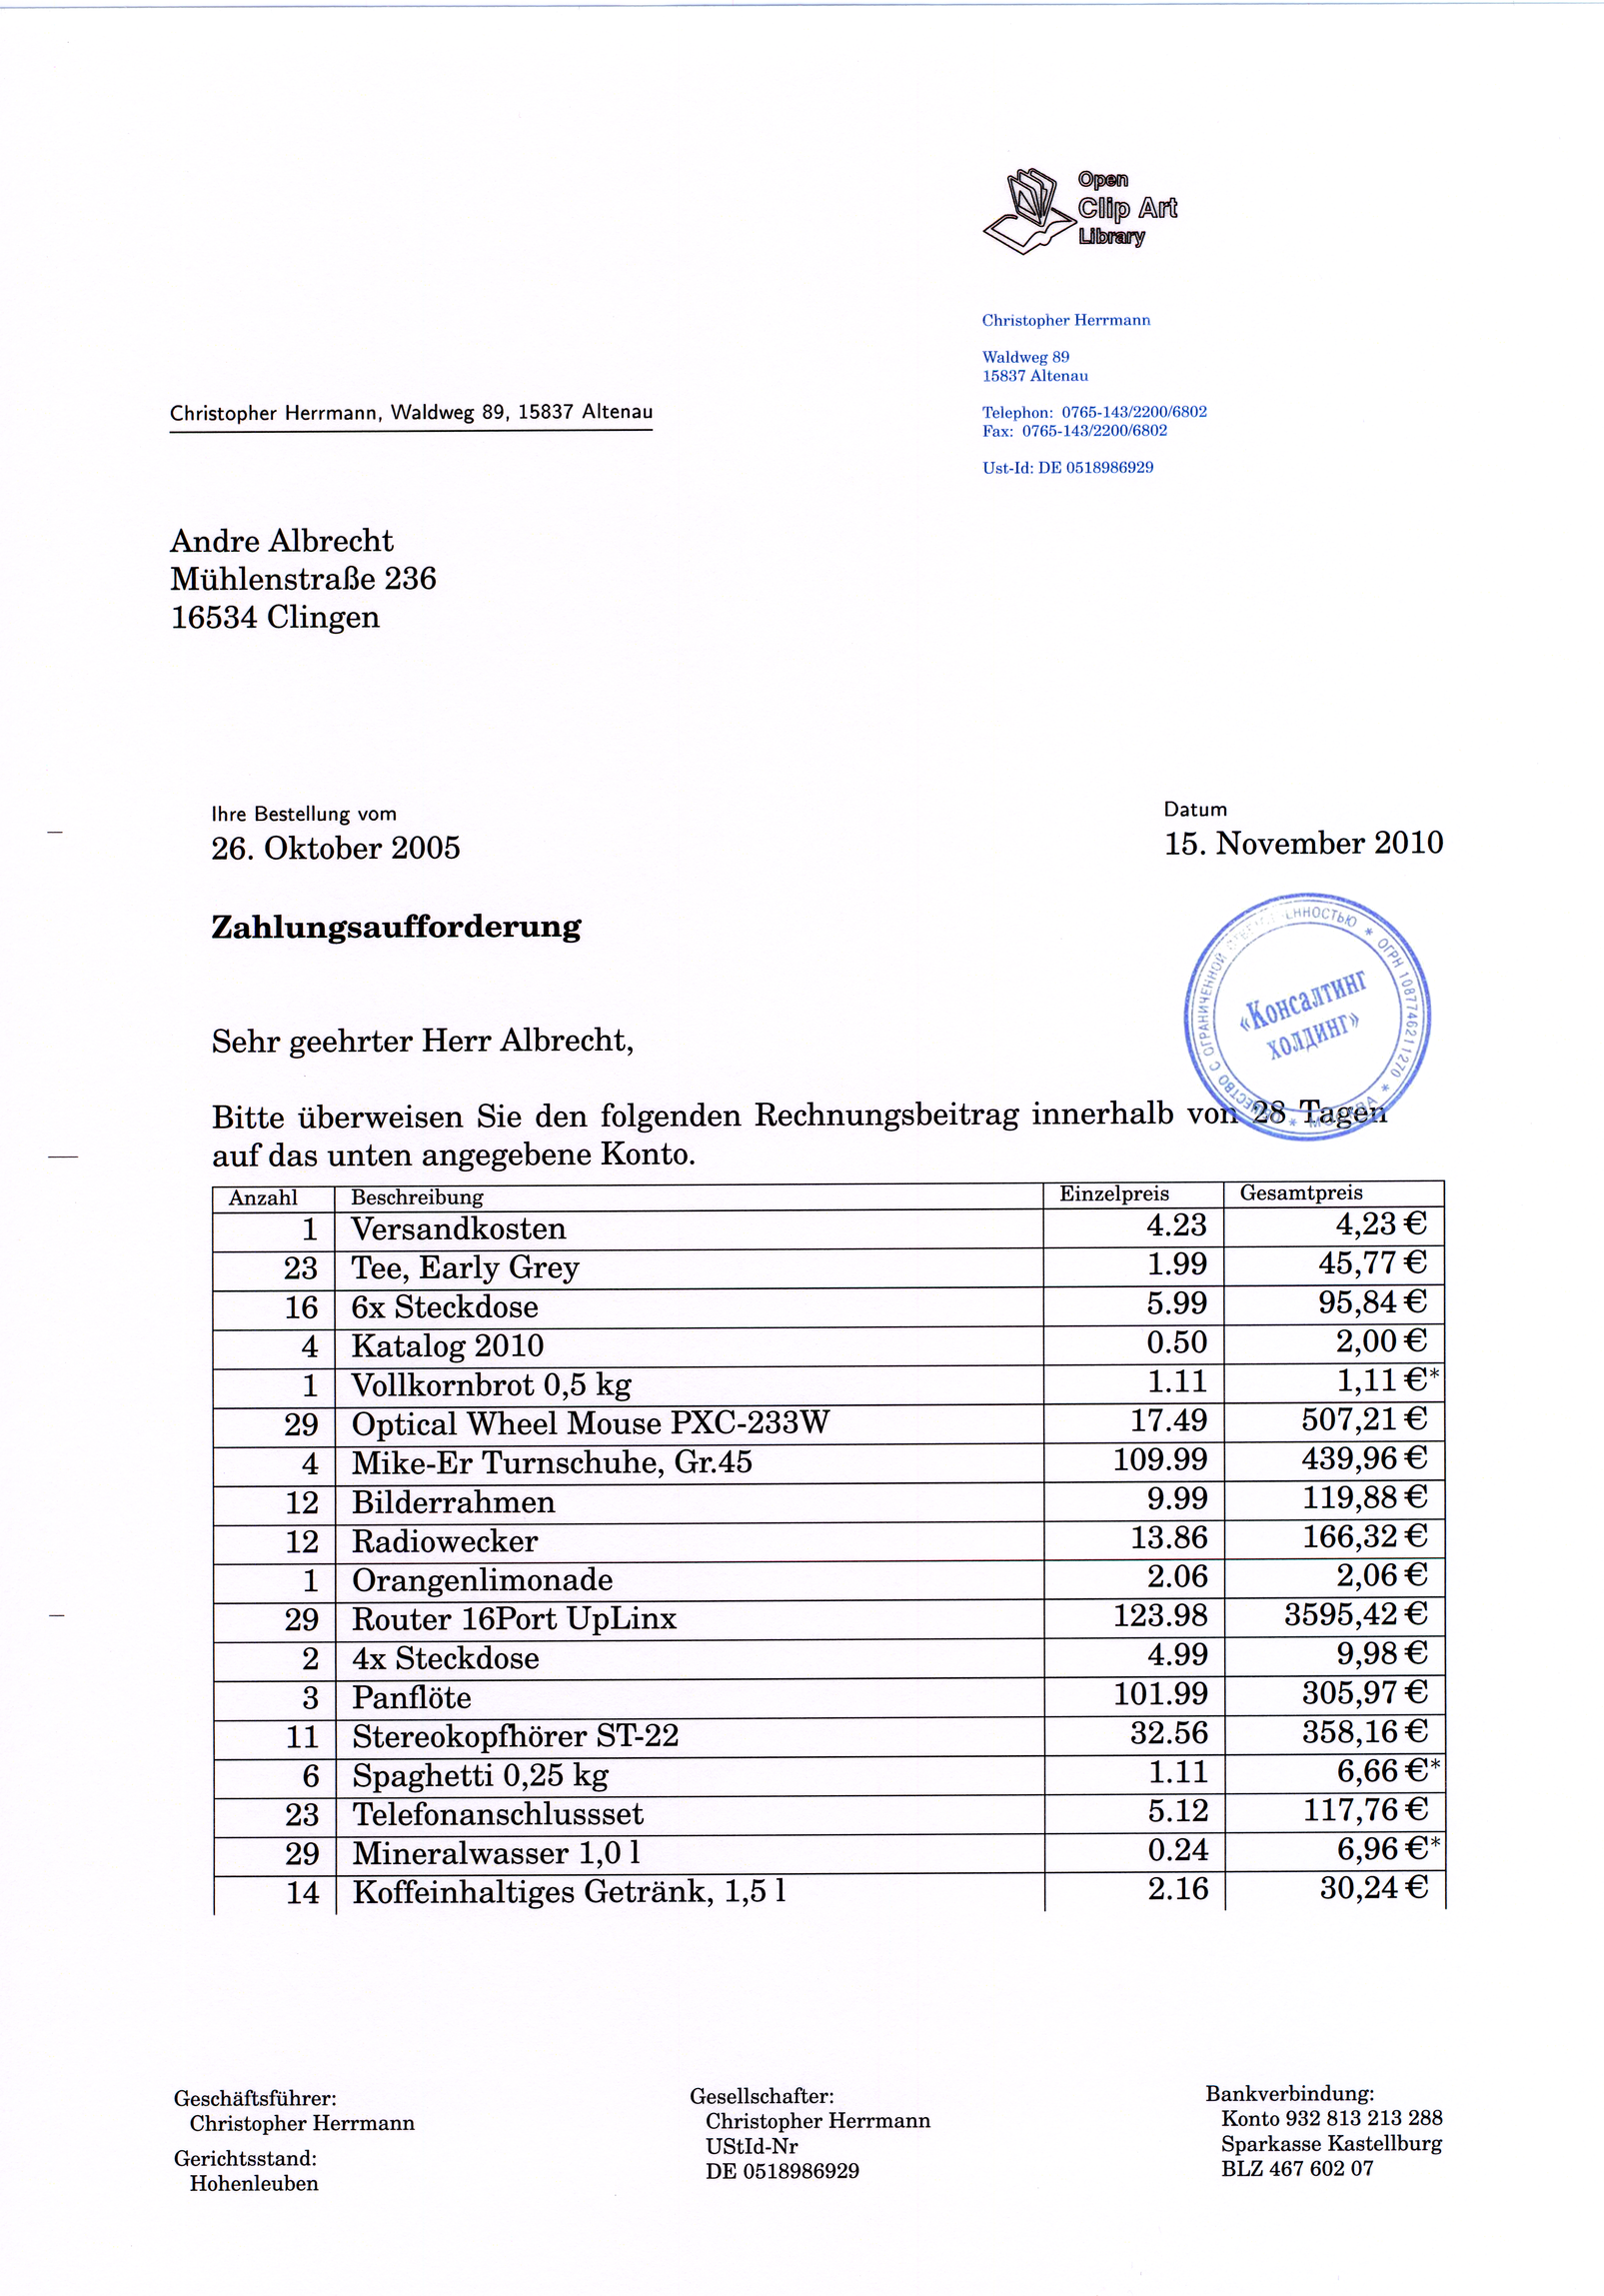 Open
Clip Art
Library
Christopher Herrmann
Waldweg 89
15837 Altenau
Telephon: 0765-143/2200/6802
Fax: 0765-143/2200/6802
Ust-Id: DE 0518986929
Christopher Herrmann, Waldweg 89, 15837 Altenau
Andre Albrecht
Mühlenstraße 236
16534 Clingen
Ihre Bestellung vom
26. Oktober 2005
Datum
15. November 2010
Zahlungsaufforderung
ОБЩЕСТВО С ОГРАНИЧЕННОЙ ОТВЕТСТВЕННОСТЬЮ * ОГРН 1087746211270 * МОСКВА *
«Консалтинг
холдинг»
Sehr geehrter Herr Albrecht,
Bitte überweisen Sie den folgenden Rechnungsbeitrag innerhalb von 28 Tagen
auf das unten angegebene Konto.
Anzahl Beschreibung Einzelpreis Gesamtpreis
1 Versandkosten 4.23 4,23 €
23 Tee, Early Grey 1.99 45,77 €
16 6x Steckdose 5.99 95,84 €
4 Katalog 2010 0.50 2,00 €
1 Vollkornbrot 0,5 kg 1.11 1,11 €*
29 Optical Wheel Mouse PXC-233W 17.49 507,21 €
4 Mike-Er Turnschuhe, Gr.45 109.99 439,96 €
12 Bilderrahmen 9.99 119,88 €
12 Radiowecker 13.86 166,32 €
1 Orangenlimonade 2.06 2,06 €
29 Router 16Port UpLinx 123.98 3595,42 €
2 4x Steckdose 4.99 9,98 €
3 Panflöte 101.99 305,97 €
11 Stereokopfhörer ST-22 32.56 358,16 €
6 Spaghetti 0,25 kg 1.11 6,66 €*
23 Telefonanschlussset 5.12 117,76 €
29 Mineralwasser 1,0 l 0.24 6,96 €*
14 Koffeinhaltiges Getränk, 1,5 l 2.16 30,24 €
Geschäftsführer:
Christopher Herrmann
Gerichtsstand:
Hohenleuben
Gesellschafter:
Christopher Herrmann
UStId-Nr
DE 0518986929
Bankverbindung:
Konto 932 813 213 288
Sparkasse Kastellburg
BLZ 467 602 07